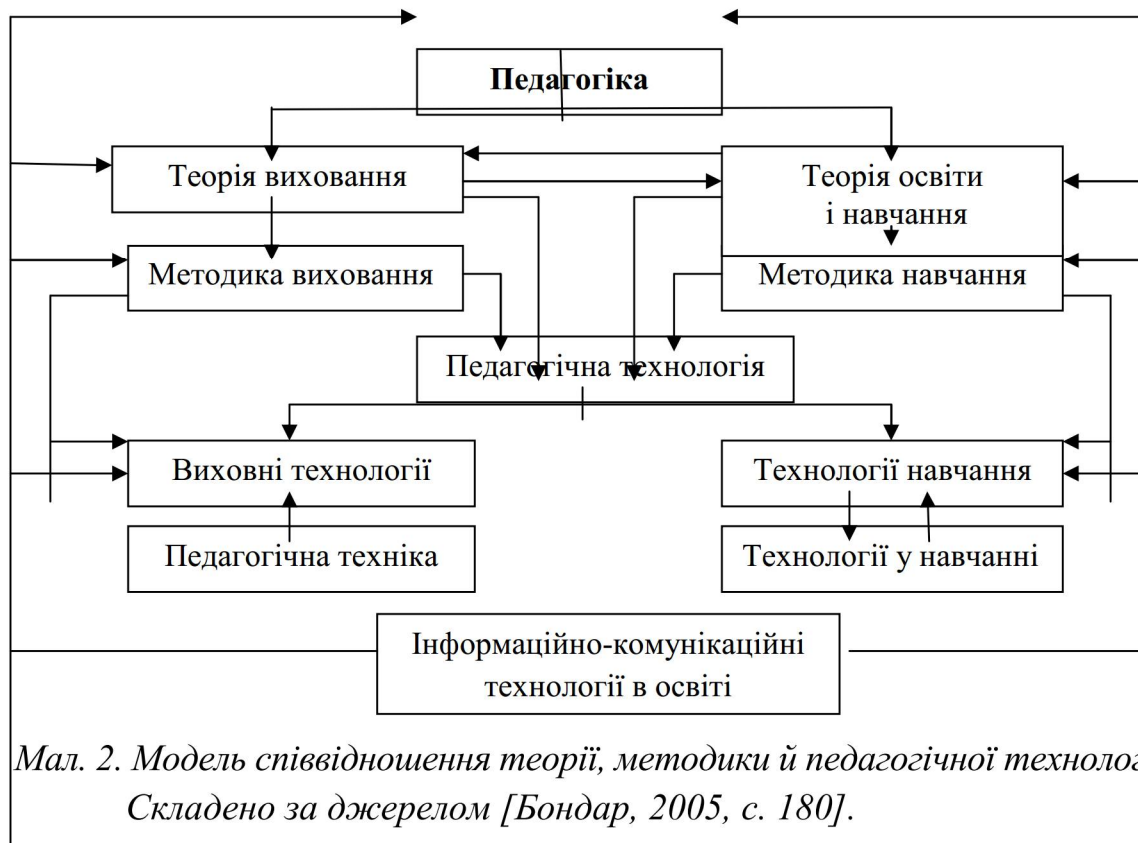 Педагогіка
Теорія виховання
Теорія освіти
і навчання
Методика виховання
Методика навчання
Педагогічна технологія
Виховні технології
Технології навчання
Педагогічна техніка
Технології у навчанні
Інформаційно-комунікаційні
технології в освіті
Мал. 2. Модель співвідношення теорії, методики й педагогічної технолог
Складено за джерелом [Бондар, 2005, с. 180].